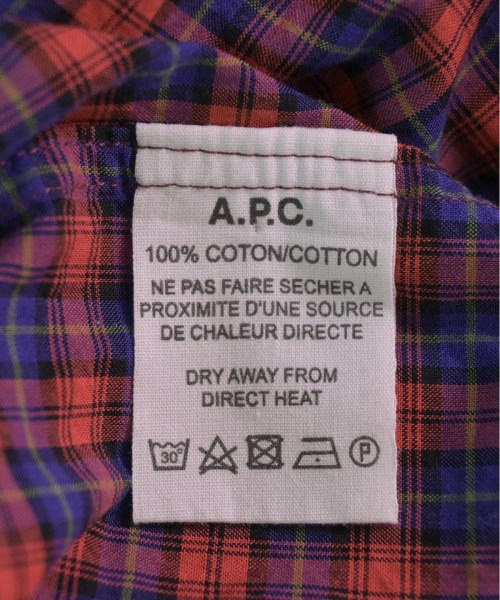 A.P.C.
100% COTON/COTTON
NE PAS FAIRE SECHER A
PROXIMITE D'UNE SOURCE
DE CHALEUR DIRECTE
DRY AWAY FROM
DIRECT HEAT
30° P